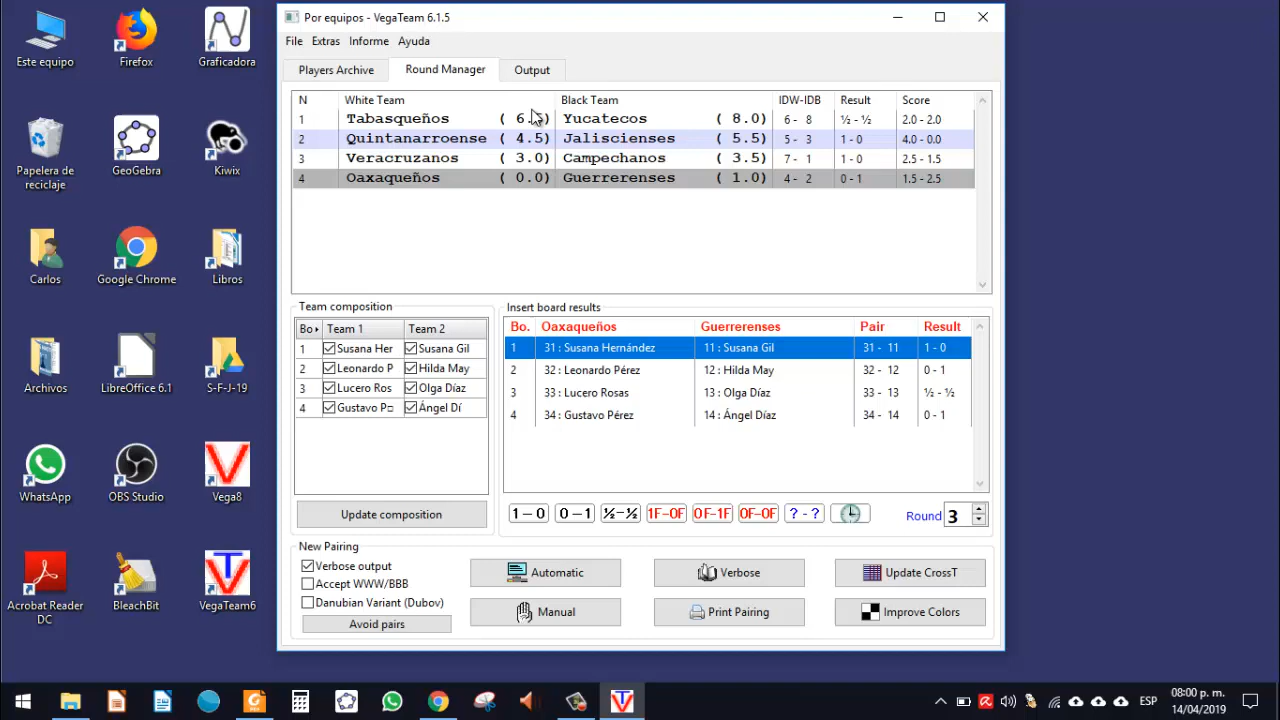 Por equipos - VegaTeam 6.1.5
File Extras Informe Ayuda
Players Archive Round Manager Output
N White Team Black Team IDW-IDB Result Score
1 Tabasqueños ( 6. ) Yucatecos ( 8.0) 6 - 8 ½ - ½ 2.0 - 2.0
2 Quintanarroense ( 4.5) Jaliscienses ( 5.5) 5 - 3 1 - 0 4.0 - 0.0
3 Veracruzanos ( 3.0) Campechanos ( 3.5) 7 - 1 1 - 0 2.5 - 1.5
4 Oaxaqueños ( 0.0) Guerrerenses ( 1.0) 4 - 2 0 - 1 1.5 - 2.5
Team composition
Bo Team 1 Team 2
1 Susana Her Susana Gil
2 Leonardo P Hilda May
3 Lucero Ros Olga Díaz
4 Gustavo P Ángel Dí
Update composition
Insert board results
Bo. Oaxaqueños Guerrerenses Pair Result
1 31 : Susana Hernández 11 : Susana Gil 31 - 11 1 - 0
2 32 : Leonardo Pérez 12 : Hilda May 32 - 12 0 - 1
3 33 : Lucero Rosas 13 : Olga Díaz 33 - 13 ½ - ½
4 34 : Gustavo Pérez 14 : Ángel Díaz 34 - 14 0 - 1
1-0 0-1 ½-½ 1F-0F 0F-1F 0F-0F ? - ? Round 3
New Pairing
Verbose output
Accept WWW/BBB
Danubian Variant (Dubov)
Avoid pairs
Automatic Verbose Update CrossT
Manual Print Pairing Improve Colors
Este equipo Firefox Graficadora
Papelera de reciclaje GeoGebra Kiwix
Carlos Google Chrome Libros
Archivos LibreOffice 6.1 S-F-J-19
WhatsApp OBS Studio Vega8
Acrobat Reader DC BleachBit VegaTeam6
ESP 08:00 p. m.
14/04/2019